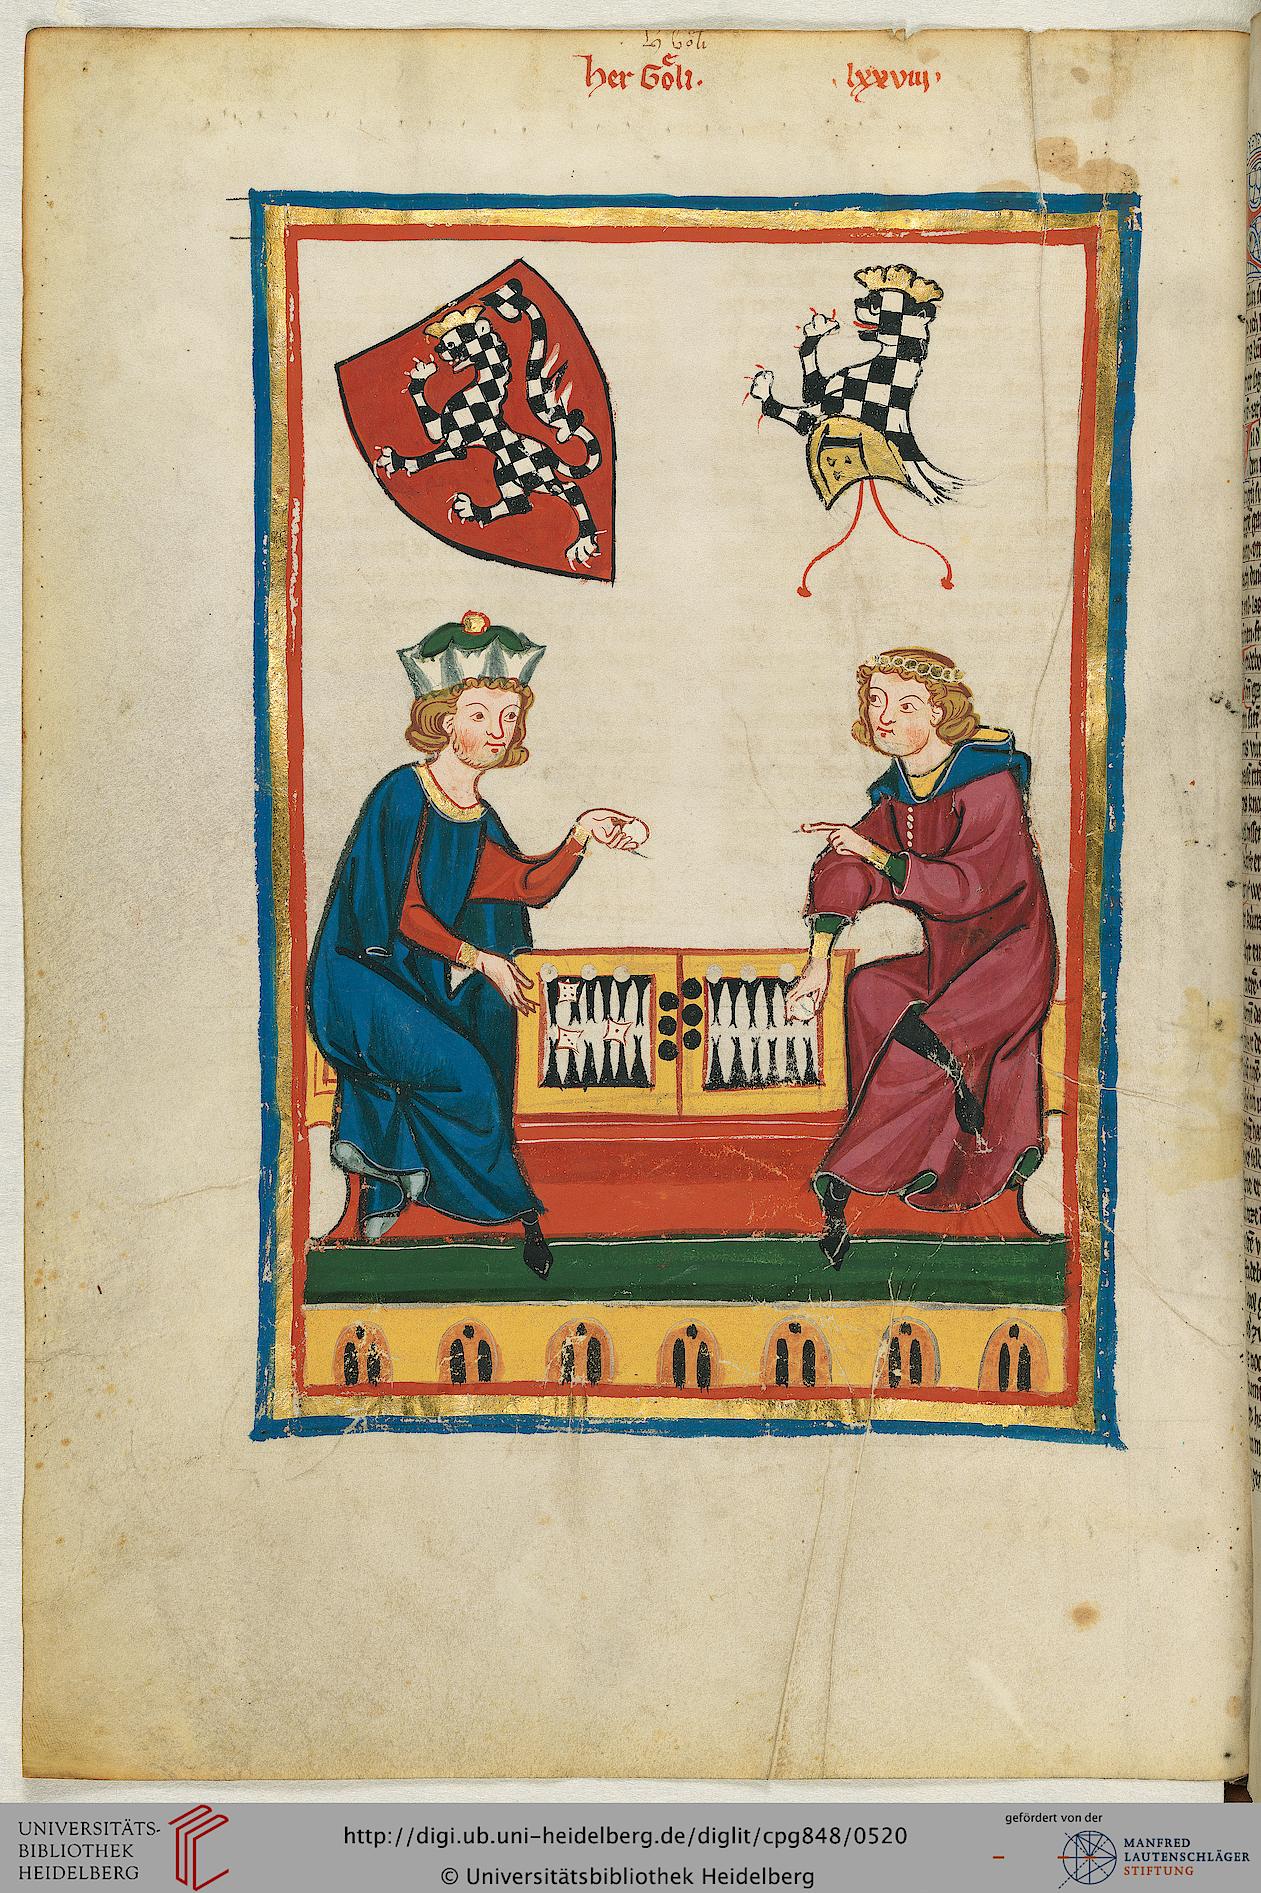 H Göli
her Göli.
.lxxviii.
UNIVERSITÄTS-
BIBLIOTHEK
HEIDELBERG
http://digi.ub.uni-heidelberg.de/diglit/cpg848/0520
© Universitätsbibliothek Heidelberg
gefördert von der
MANFRED
LAUTENSCHLÄGER
STIFTUNG